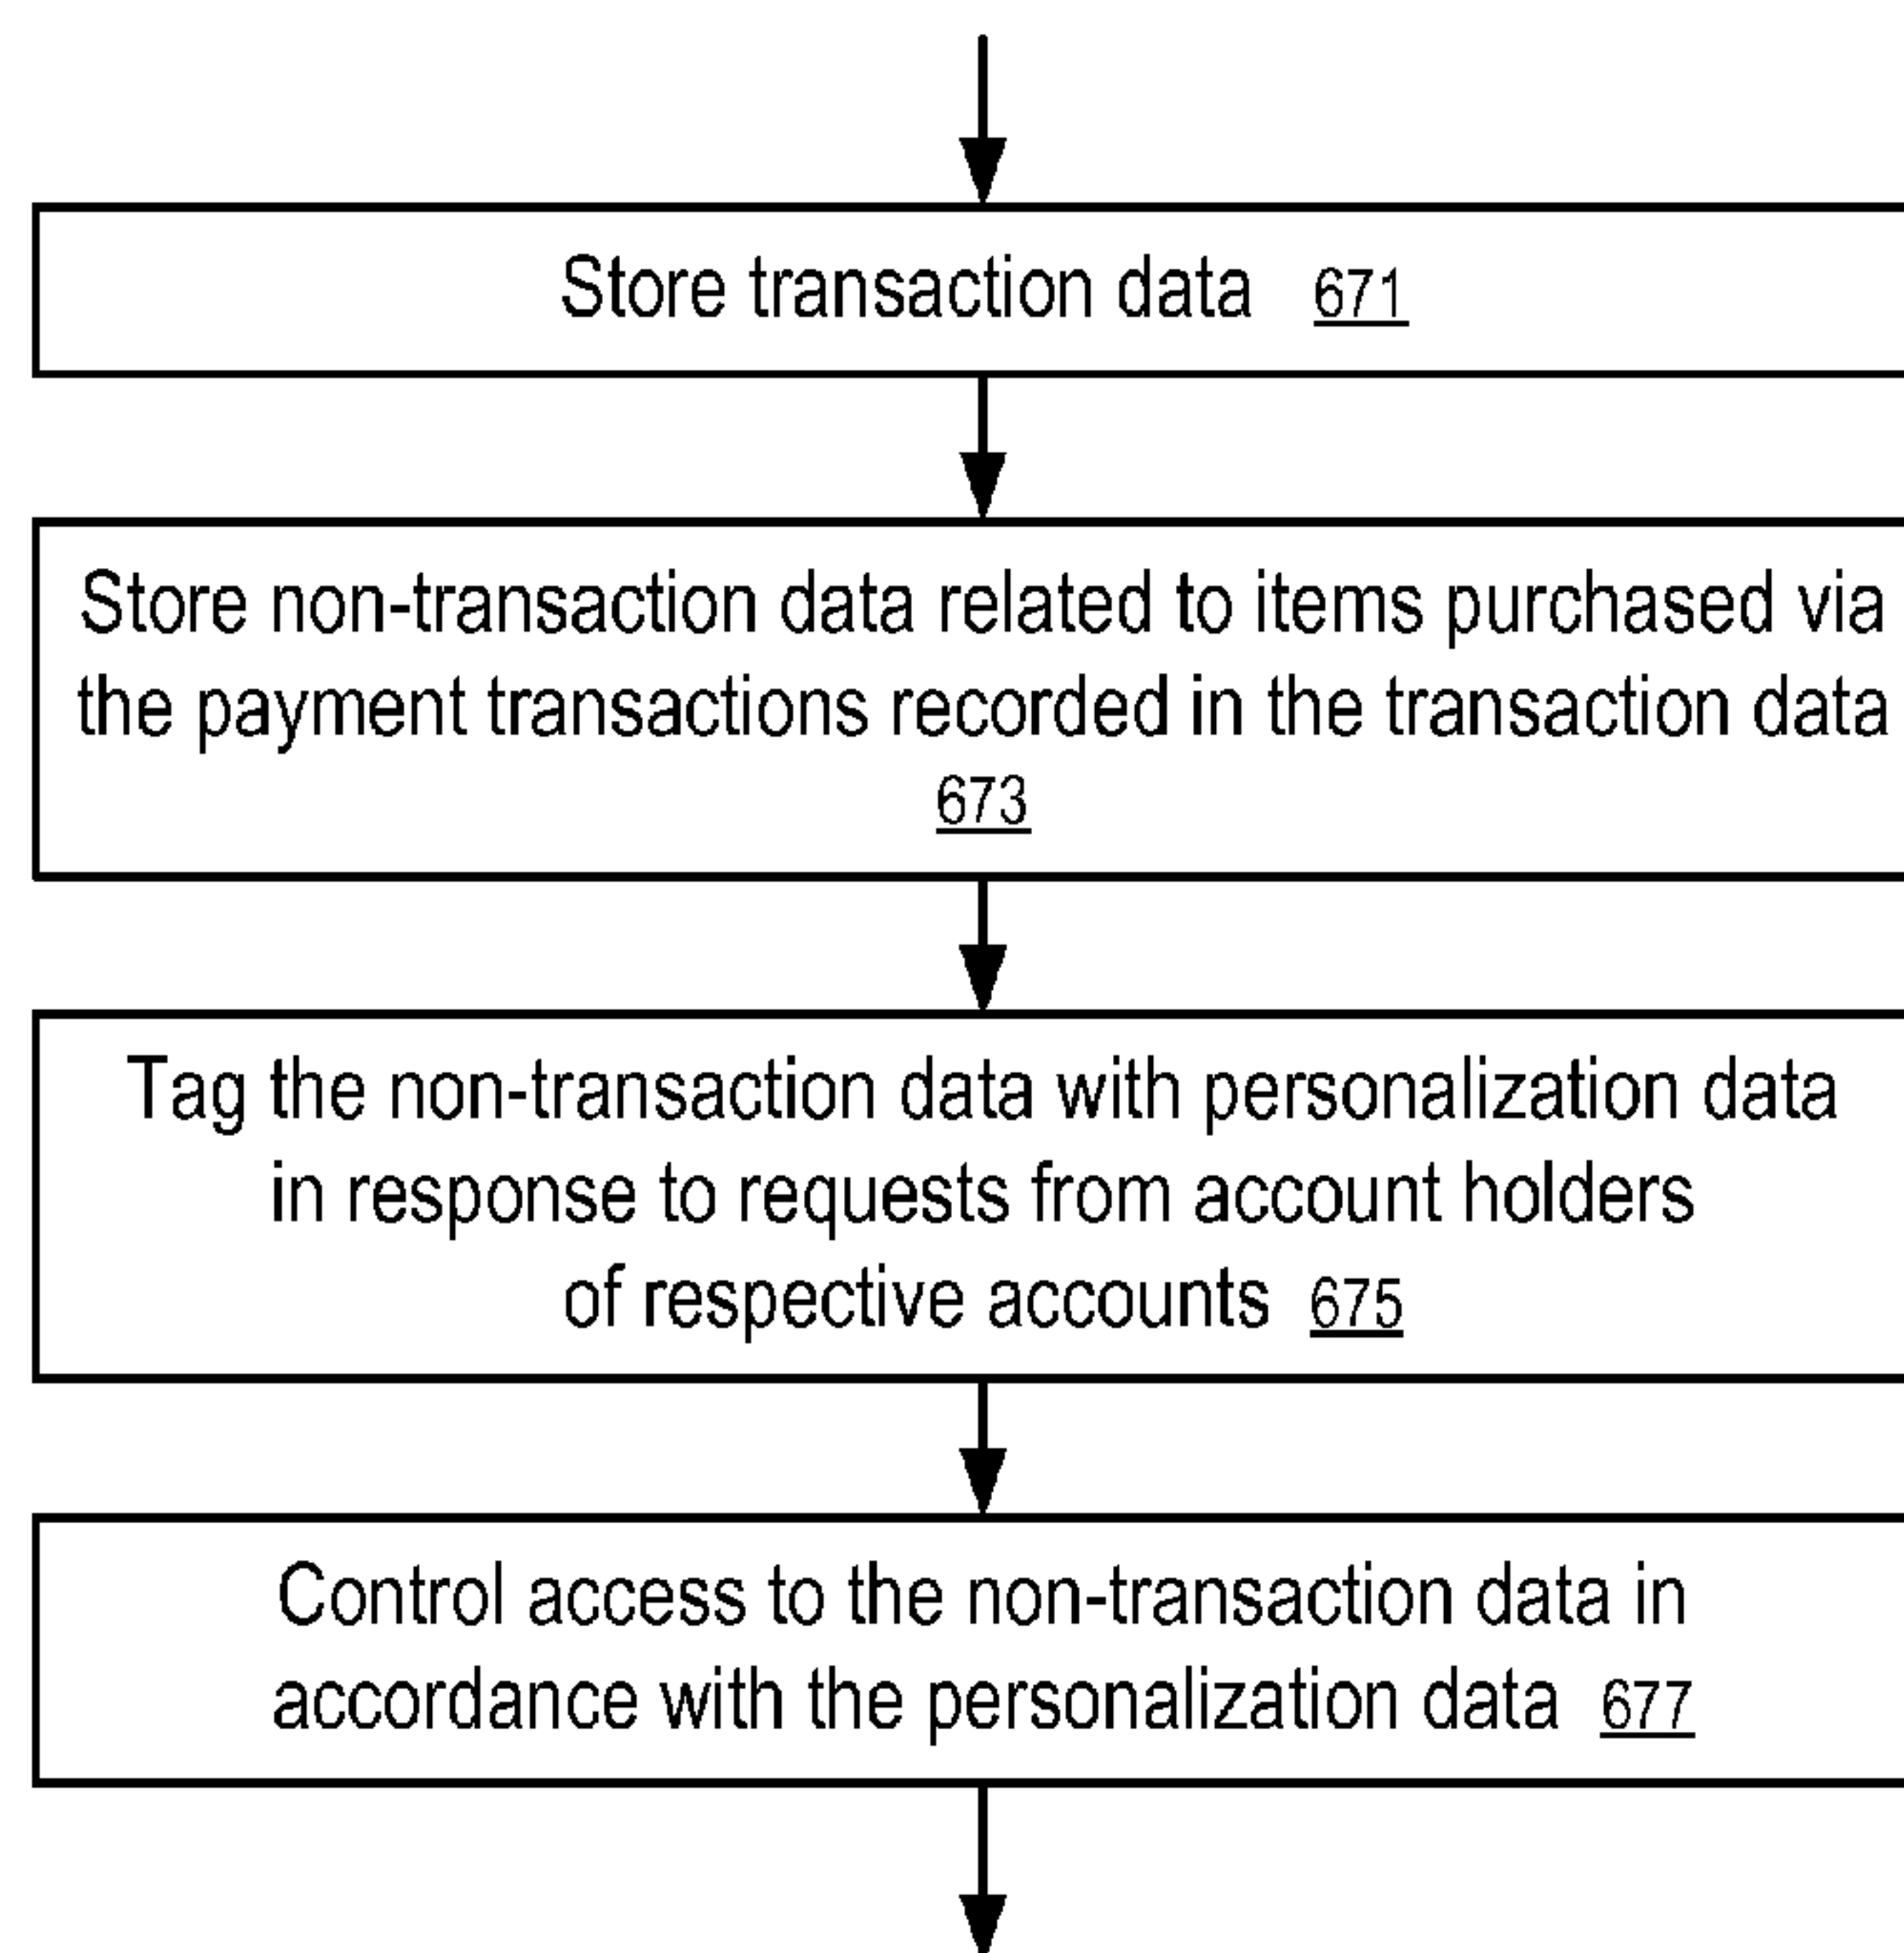 Store transaction data 671
Store non-transaction data related to items purchased via
the payment transactions recorded in the transaction data
673
Tag the non-transaction data with personalization data
in response to requests from account holders
of respective accounts 675
Control access to the non-transaction data in
accordance with the personalization data 677